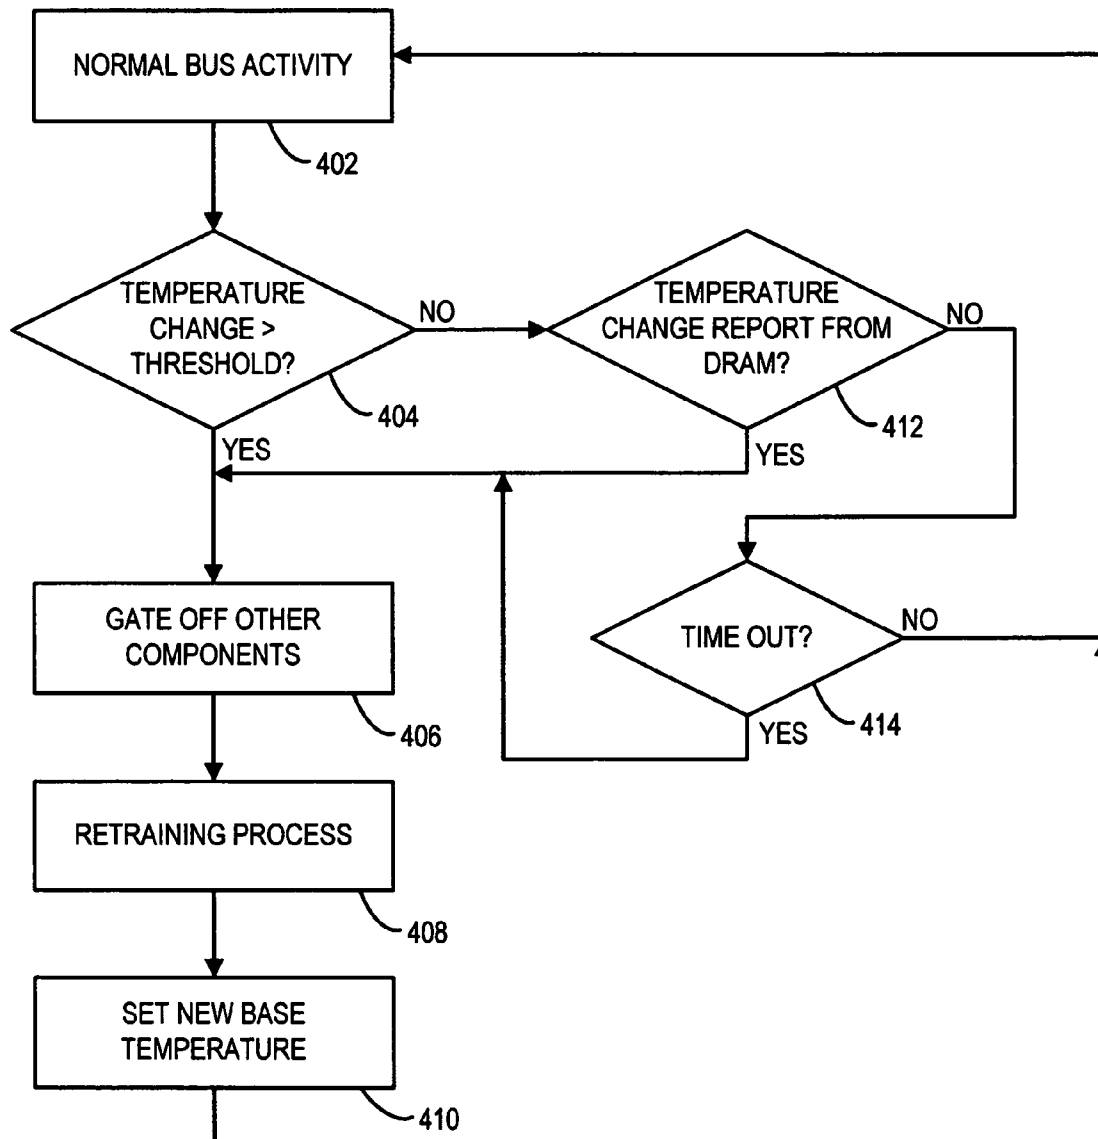 NORMAL BUS ACTIVITY
402
TEMPERATURE
CHANGE >
THRESHOLD?
NO
404
YES
TEMPERATURE
CHANGE REPORT FROM
DRAM?
NO
412
YES
GATE OFF OTHER
COMPONENTS
406
TIME OUT?
NO
414
YES
RETRAINING PROCESS
408
SET NEW BASE
TEMPERATURE
410